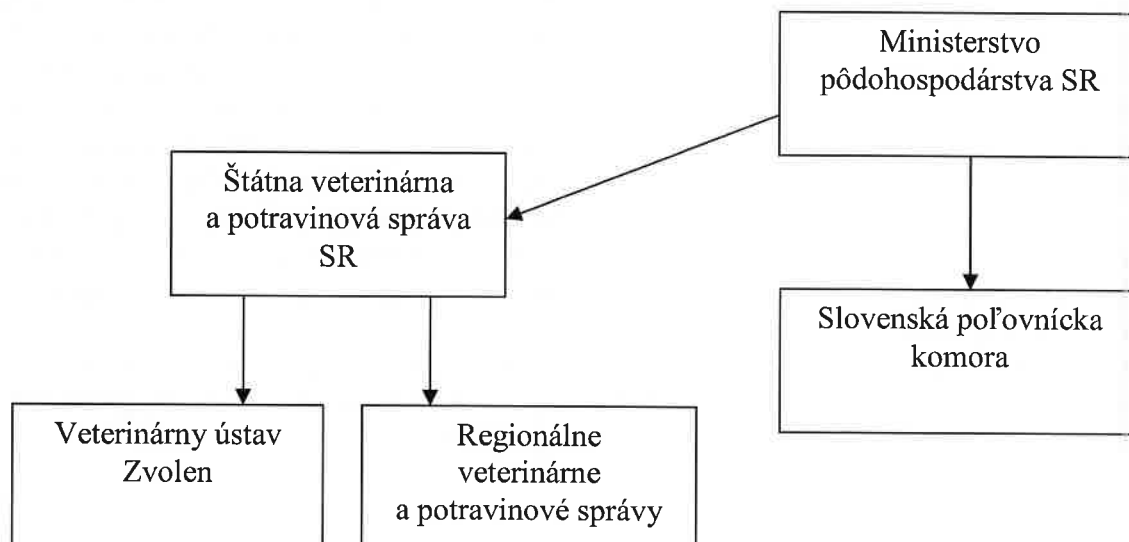 Ministerstvo
pôdohospodárstva SR
Štátna veterinárna
a potravinová správa
SR
Slovenská poľovnícka
komora
Veterinárny ústav
Zvolen
Regionálne
veterinárne
a potravinové správy